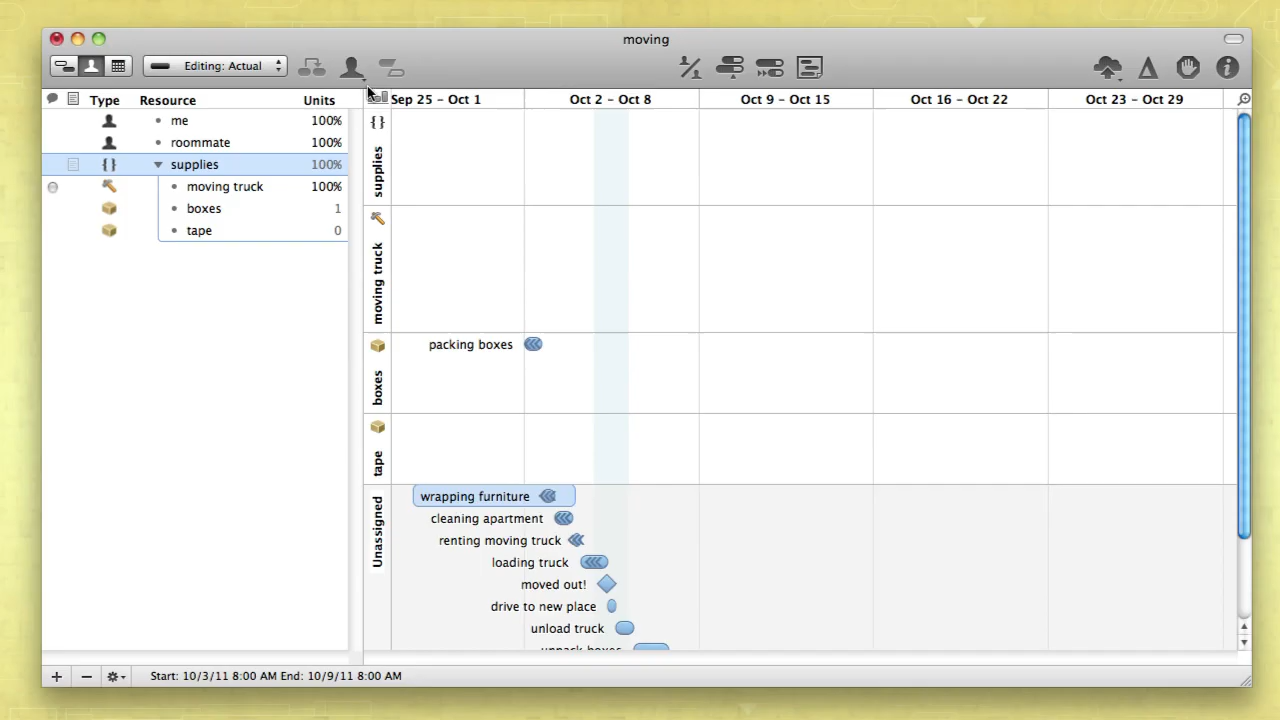 moving
Editing: Actual
Type Resource Units
Sep 25 – Oct 1 Oct 2 – Oct 8 Oct 9 – Oct 15 Oct 16 – Oct 22 Oct 23 – Oct 29
me 100%
roommate 100%
{ } supplies 100%
moving truck 100%
boxes 1
tape 0
{ }
supplies
moving truck
boxes
packing boxes
tape
Unassigned
wrapping furniture
cleaning apartment
renting moving truck
loading truck
moved out!
drive to new place
unload truck
unpack boxes
Start: 10/3/11 8:00 AM End: 10/9/11 8:00 AM